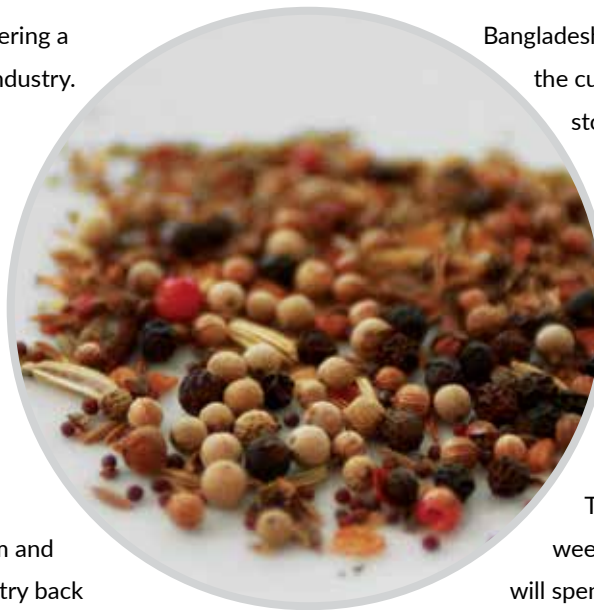 ering a
ndustry.
n and
try back
Bangladesh
the cu
sto
T
wee
will spen